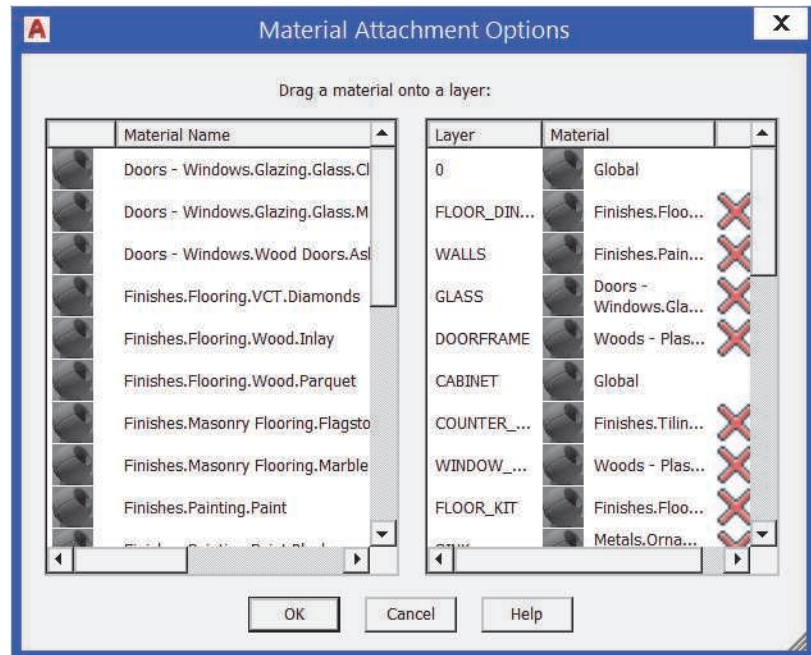 Material Attachment Options
X
Drag a material onto a layer:
Material Name
Doors - Windows.Glazing.Glass.Cl
Doors - Windows.Glazing.Glass.M
Doors - Windows.Wood Doors.Asl
Finishes.Flooring.VCT.Diamonds
Finishes.Flooring.Wood.Inlay
Finishes.Flooring.Wood.Parquet
Finishes.Masonry Flooring.Flagsto
Finishes.Masonry Flooring.Marble
Finishes.Painting.Paint
Layer Material
0 Global
FLOOR_DIN... Finishes.Floo...
WALLS Finishes.Pain...
GLASS Doors -
Windows.Gla...
DOORFRAME Woods - Plas...
CABINET Global
COUNTER_... Finishes.Tilin...
WINDOW_... Woods - Plas...
FLOOR_KIT Finishes.Floo...
Metals.Orna...
OK Cancel Help